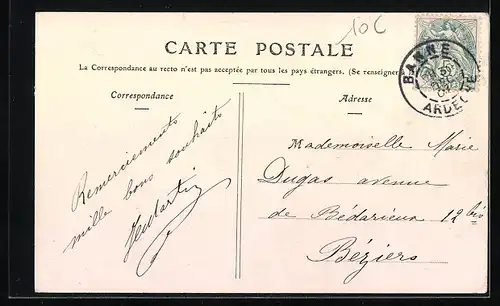 10C
CARTE POSTALE
La Correspondance au recto n'est pas acceptée par tous les pays étrangers. (Se renseigner à
BANNE
ARDECHE
5
Correspondance
Adresse
Remerciements
mille bons souhaits
Mademoiselle Marie
Dugas avenue
de Bédarieux 12 bis
Béziers